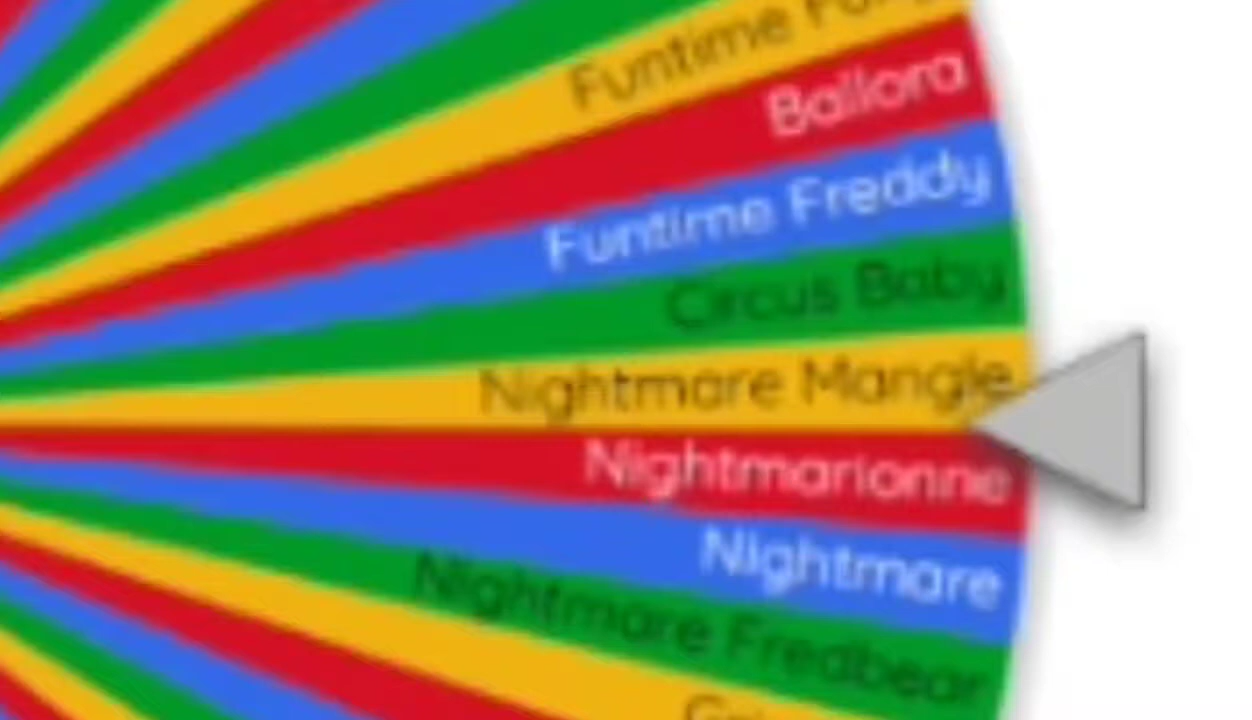 Funtime
Ballora
Funtime Freddy
Circus Baby
Nightmare Mangle
Nightmarionne
Nightmare
Nightmare Fredbear